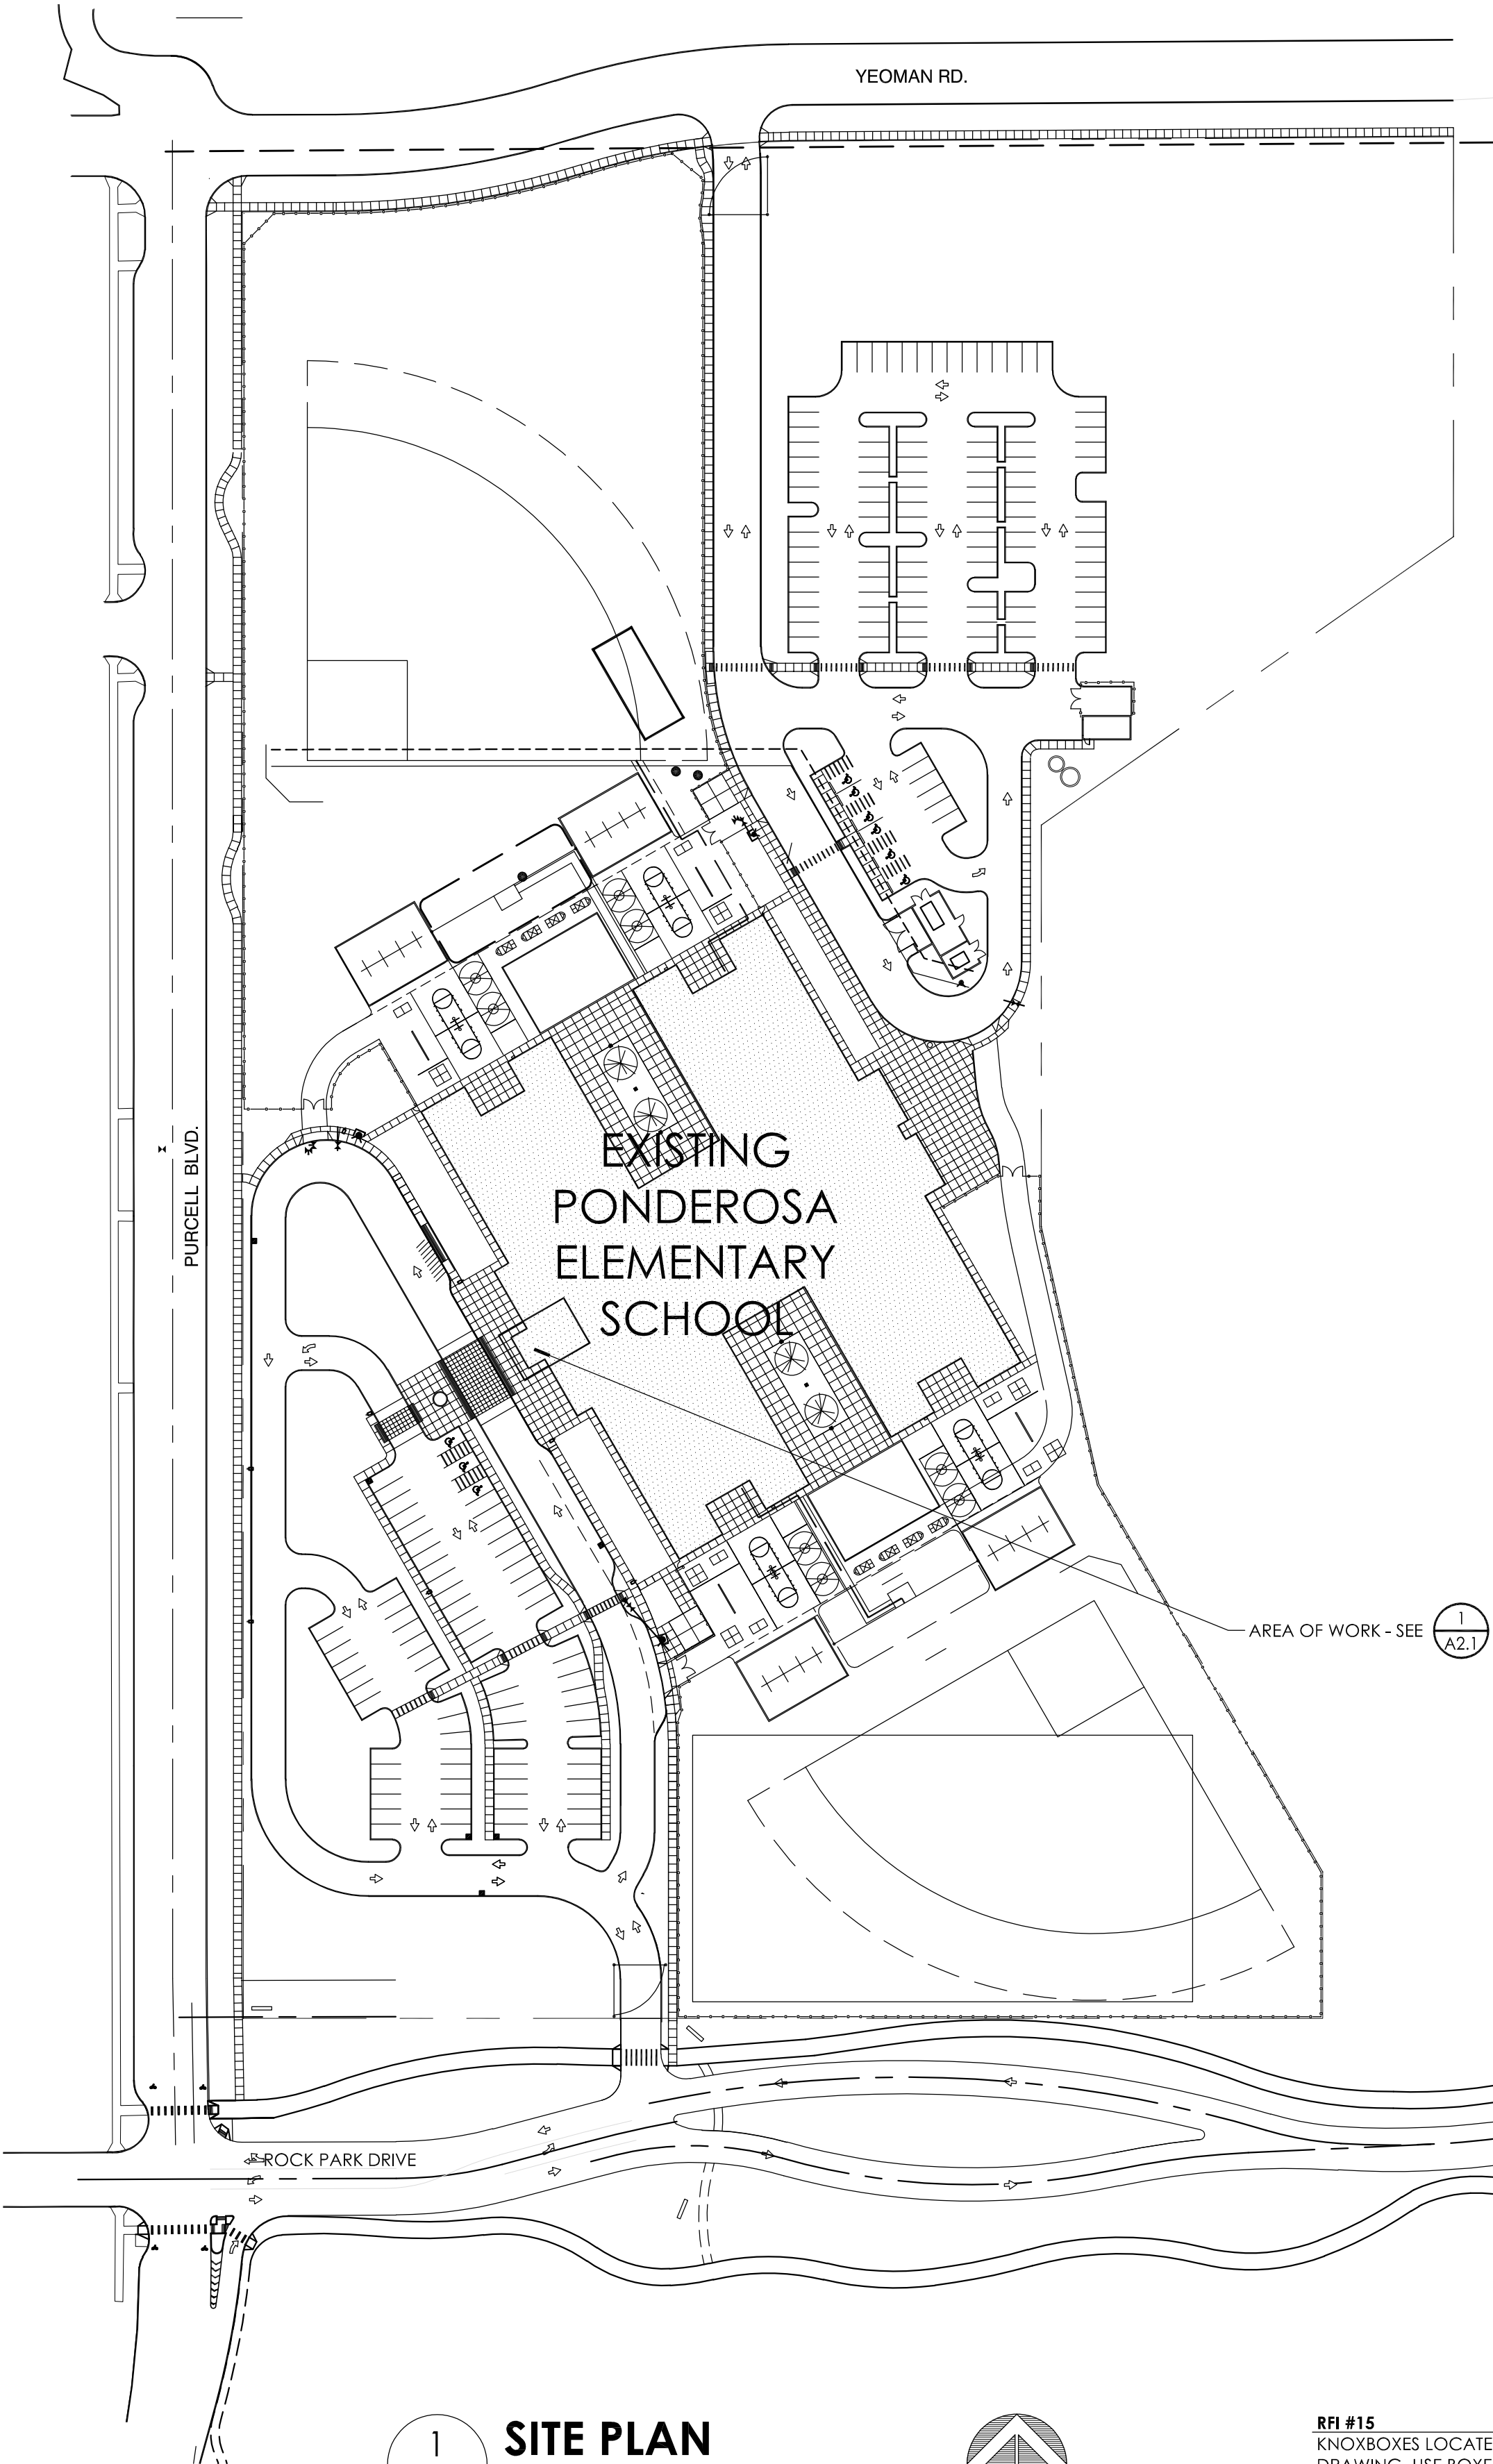 YEOMAN RD.
PURCELL BLVD.
EXISTING
PONDEROSA
ELEMENTARY
SCHOOL
AREA OF WORK - SEE
1
A2.1
ROCK PARK DRIVE
1
SITE PLAN
RFI #15
KNOXBOXES LOCATE